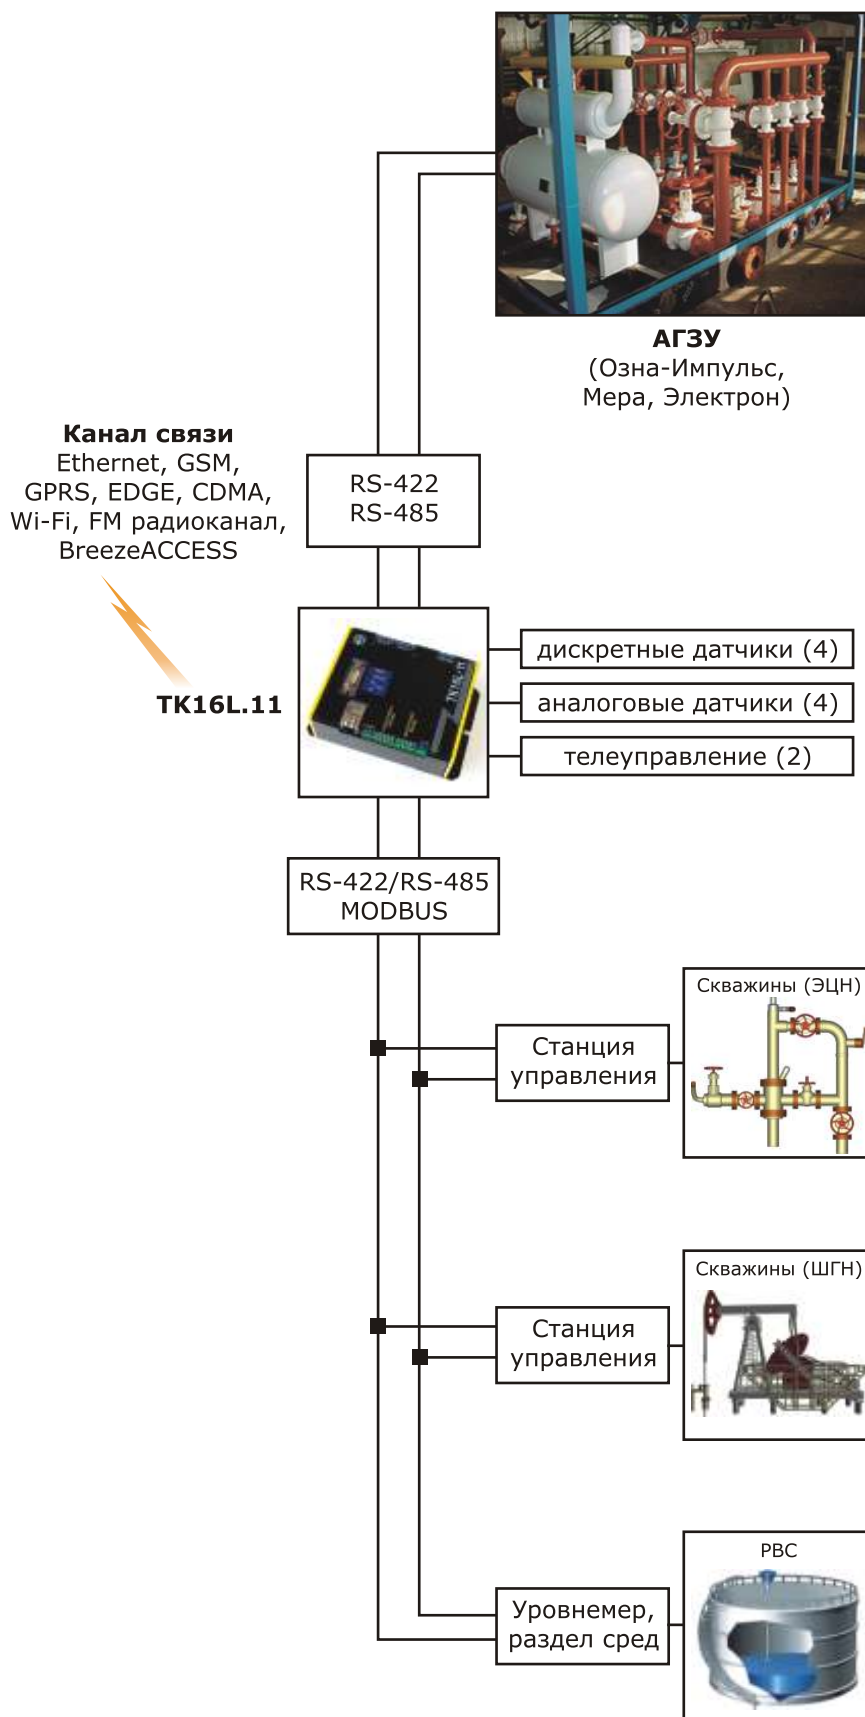 АГЗУ
(Озна-Импульс,
Мера, Электрон)
Канал связи
Ethernet, GSM,
GPRS, EDGE, CDMA,
Wi-Fi, FM радиоканал,
BreezeACCESS
RS-422
RS-485
TK16L.11
дискретные датчики (4)
аналоговые датчики (4)
телеуправление (2)
RS-422/RS-485
MODBUS
Скважины (ЭЦН)
Станция
управления
Скважины (ШГН)
Станция
управления
РВС
Уровнемер,
раздел сред